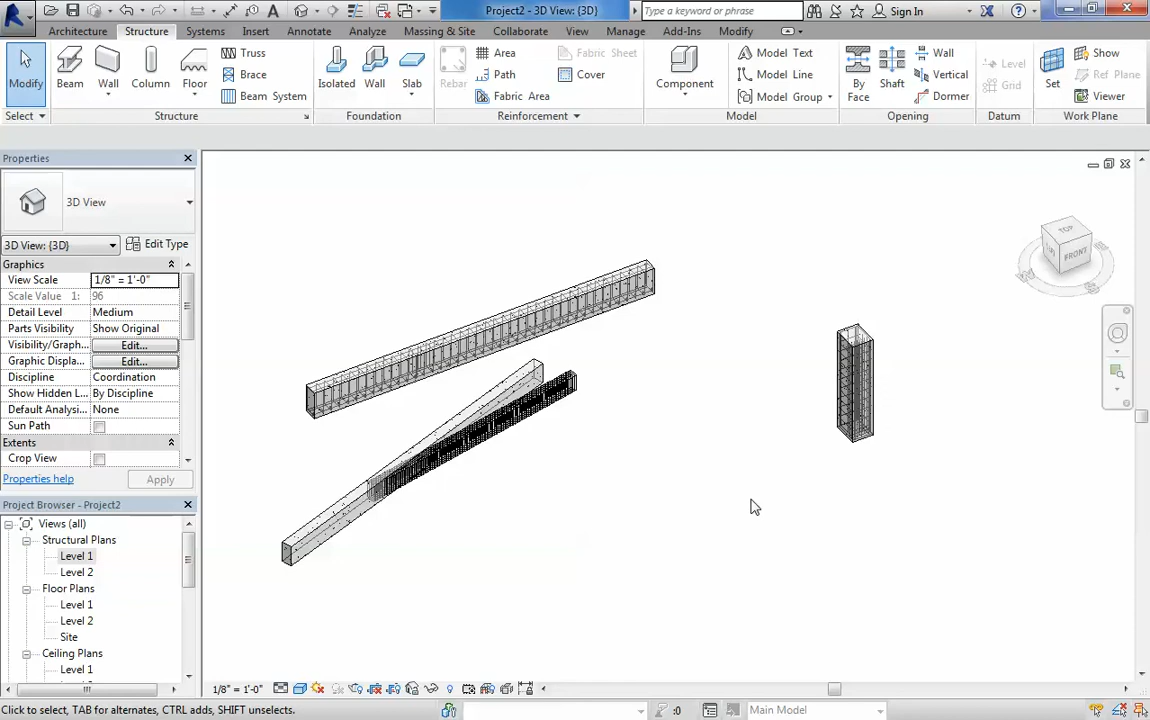 Project2 - 3D View: {3D}
Type a keyword or phrase
Sign In
Architecture Structure Systems Insert Annotate Analyze Massing & Site Collaborate View Manage Add-Ins Modify
Modify
Select
Beam
Wall
Column
Floor
Truss
Brace
Beam System
Structure
Isolated
Wall
Slab
Foundation
Rebar
Area
Path
Fabric Area
Fabric Sheet
Cover
Reinforcement
Component
Model Text
Model Line
Model Group
Model
By
Face
Shaft
Wall
Vertical
Dormer
Opening
Level
Grid
Datum
Set
Show
Ref Plane
Viewer
Work Plane
Properties
3D View
3D View: {3D}
Edit Type
Graphics
View Scale 1/8" = 1'-0"
Scale Value 1: 96
Detail Level Medium
Parts Visibility Show Original
Visibility/Graph... Edit...
Graphic Displa... Edit...
Discipline Coordination
Show Hidden L... By Discipline
Default Analysi... None
Sun Path
Extents
Crop View
Properties help
Apply
Project Browser - Project2
Views (all)
Structural Plans
Level 1
Level 2
Floor Plans
Level 1
Level 2
Site
Ceiling Plans
Level 1
TOP
FRONT
1/8" = 1'-0"
Click to select, TAB for alternates, CTRL adds, SHIFT unselects.
:0
Main Model